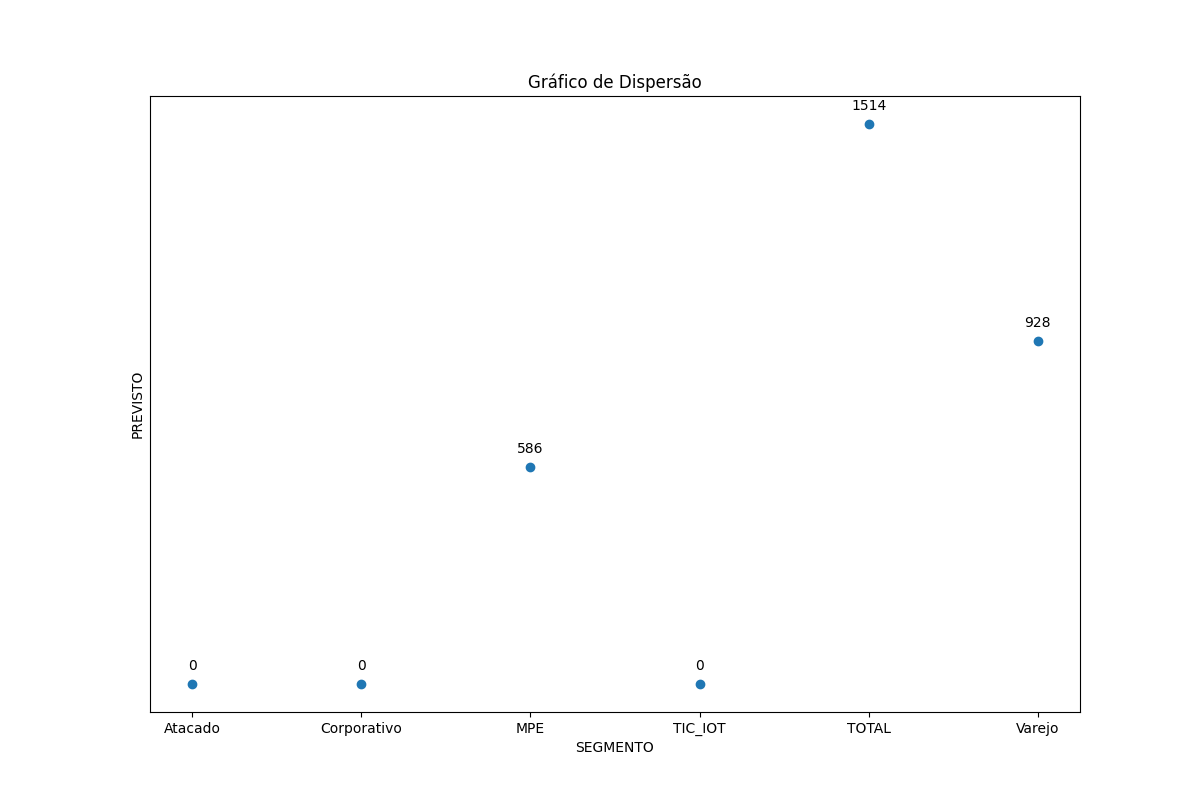 Gráfico de Dispersão
1514
928
586
0
0
0
PREVISTO
Atacado
Corporativo
MPE
TIC_IOT
TOTAL
Varejo
SEGMENTO